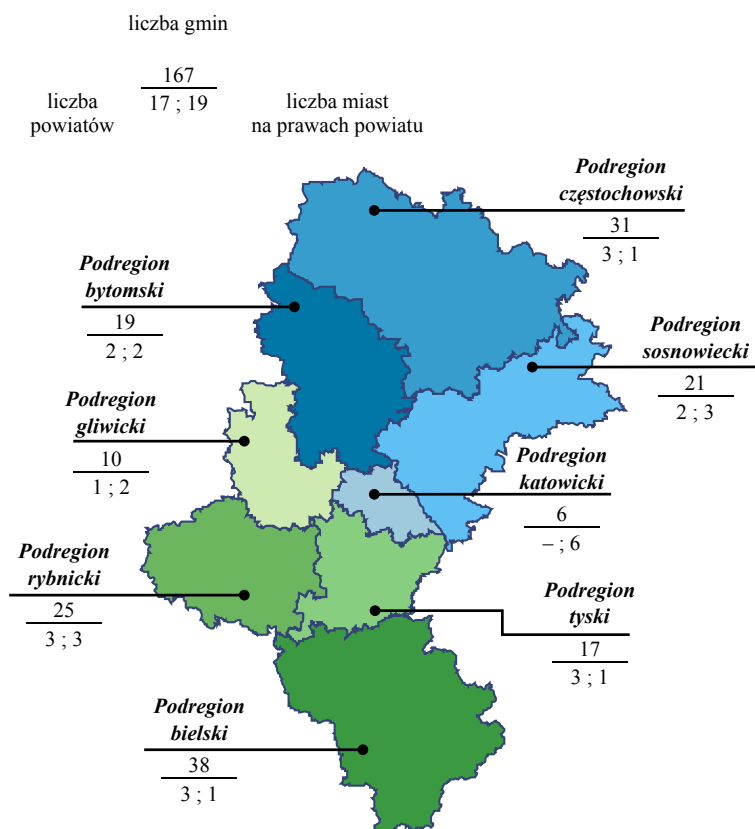 liczba gmin
167
17 ; 19
liczba
powiatów
liczba miast
na prawach powiatu
Podregion
częstochowski
31
3 ; 1
Podregion
bytomski
19
2 ; 2
Podregion
sosnowiecki
21
2 ; 3
Podregion
gliwicki
10
1 ; 2
Podregion
katowicki
6
– ; 6
Podregion
rybnicki
25
3 ; 3
Podregion
tyski
17
3 ; 1
Podregion
bielski
38
3 ; 1